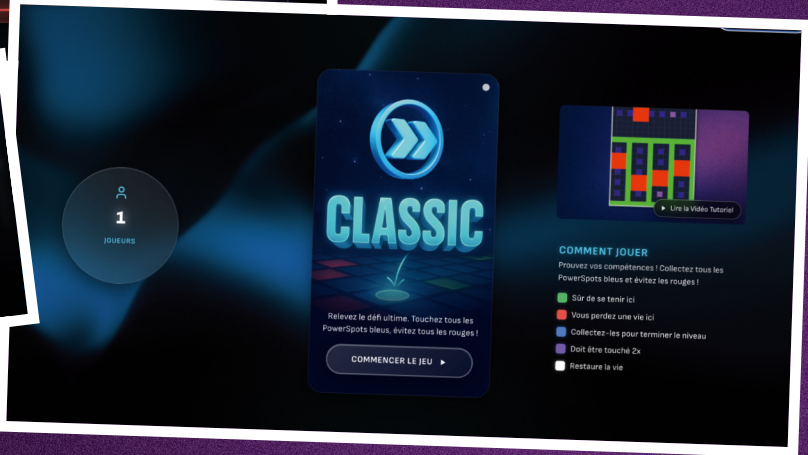 1
JOUEURS
CLASSIC
Relevez le défi ultime. Touchez tous les
PowerSpots bleus, évitez tous les rouges !
COMMENCER LE JEU
Lire la Vidéo Tutoriel
COMMENT JOUER
Prouvez vos compétences ! Collectez tous les
PowerSpots bleus et évitez les rouges !
Sûr de se tenir ici
Vous perdez une vie ici
Collectez-les pour terminer le niveau
Doit être touché 2x
Restaure la vie